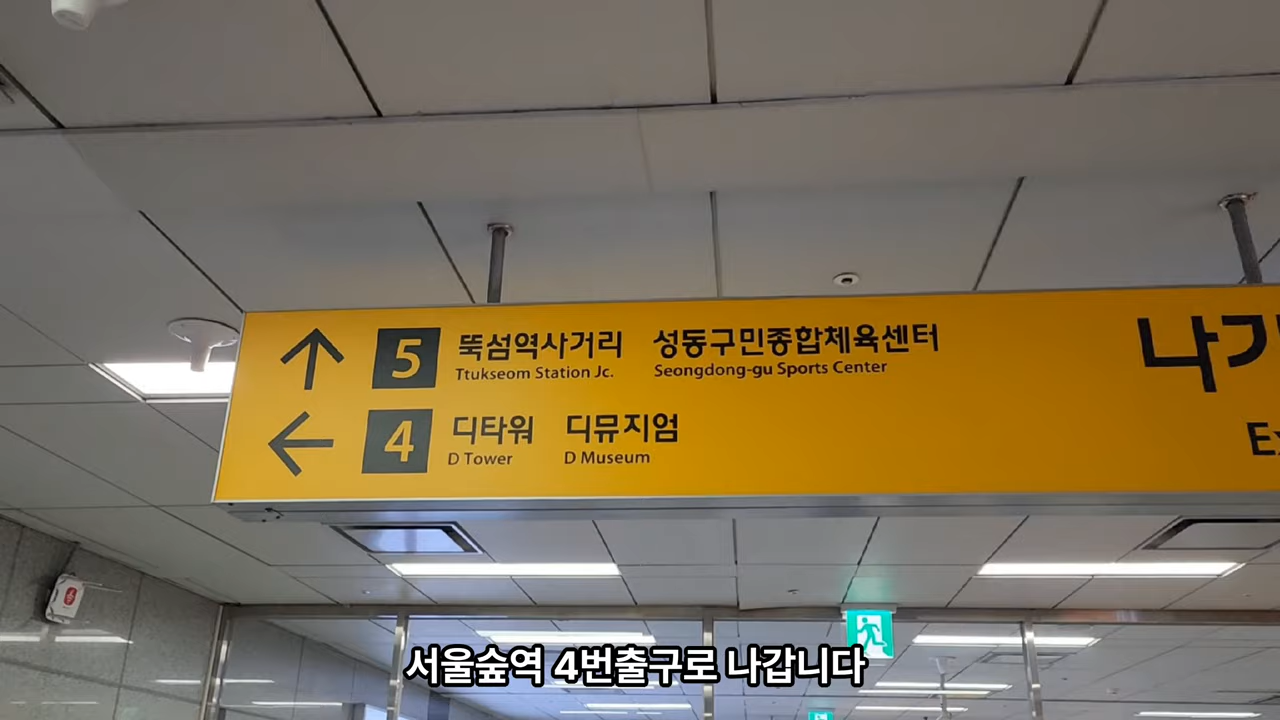 5 뚝섬역사거리 성동구민종합체육센터
Ttukseom Station Jc. Seongdong-gu Sports Center
4 디타워 디뮤지엄
D Tower D Museum
서울숲역 4번출구로 나갑니다